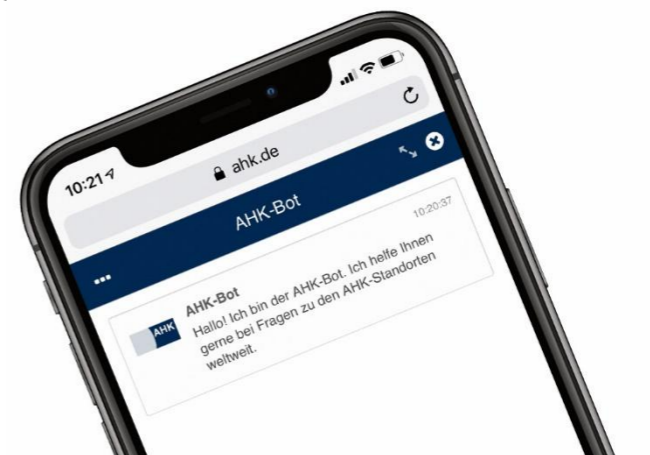 10:21
ahk.de
AHK-Bot
10:20:37
AHK-Bot
AHK
Hallo! Ich bin der AHK-Bot. Ich helfe Ihnen
gerne bei Fragen zu den AHK-Standorten
weltweit.